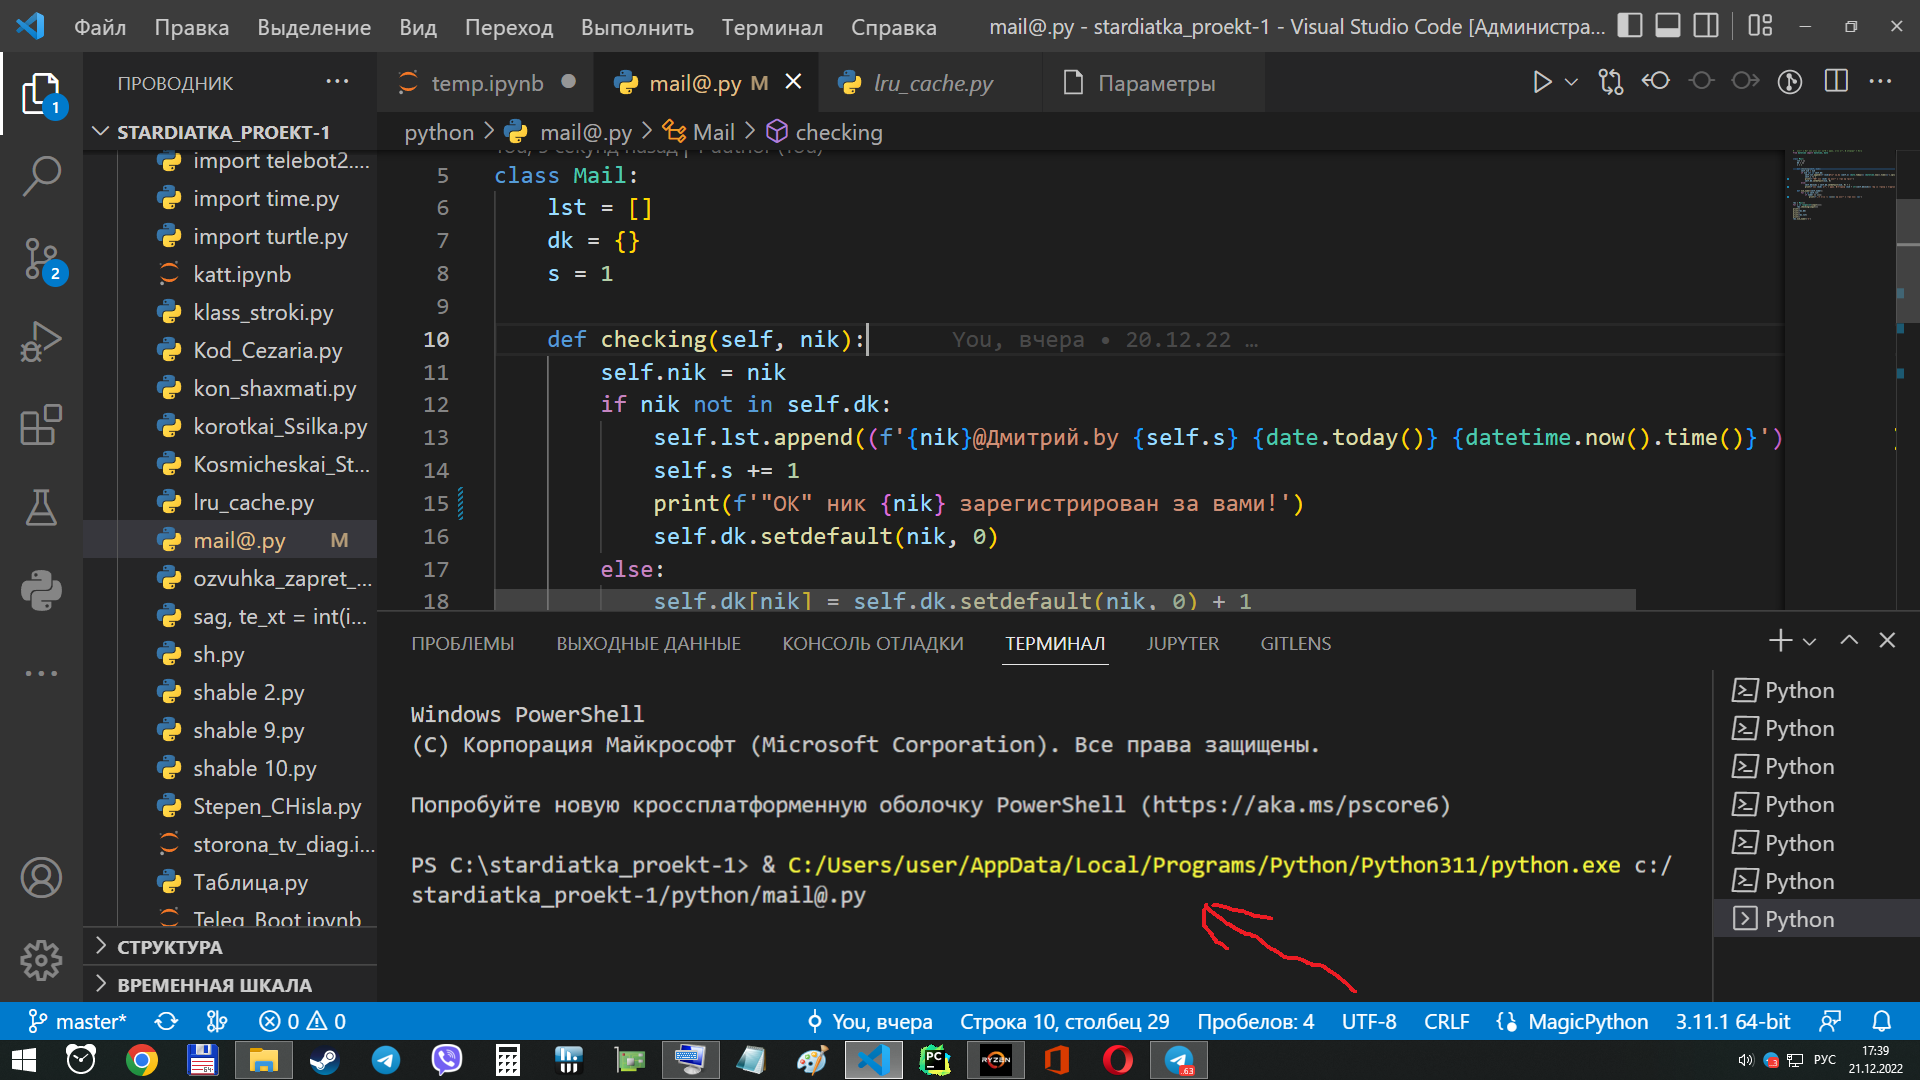 Файл Правка Выделение Вид Переход Выполнить Терминал Справка mail@.py - stardiatka_proekt-1 - Visual Studio Code [Администра...
ПРОВОДНИК
temp.ipynb
mail@.py M
lru_cache.py
Параметры
STARDIATKA_PROEKT-1
python > mail@.py > Mail > checking
import telebot2....
import time.py
import turtle.py
katt.ipynb
klass_stroki.py
Kod_Cezaria.py
kon_shaxmati.py
korotkai_Ssilka.py
Kosmicheskai_St...
lru_cache.py
mail@.py M
ozvuhka_zapret_...
sag, te_xt = int(i...
sh.py
shable 2.py
shable 9.py
shable 10.py
Stepen_CHisla.py
storona_tv_diag.i...
Таблица.py
Teleg_Boot.ipynb
СТРУКТУРА
ВРЕМЕННАЯ ШКАЛА
5 class Mail:
6 lst = []
7 dk = {}
8 s = 1
9
10 def checking(self, nik): You, вчера • 20.12.22 …
11 self.nik = nik
12 if nik not in self.dk:
13 self.lst.append((f'{nik}@Дмитрий.by {self.s} {date.today()} {datetime.now().time()}')
14 self.s += 1
15 print(f'"OK" ник {nik} зарегистрирован за вами!')
16 self.dk.setdefault(nik, 0)
17 else:
18 self.dk[nik] = self.dk.setdefault(nik, 0) + 1
ПРОБЛЕМЫ ВЫХОДНЫЕ ДАННЫЕ КОНСОЛЬ ОТЛАДКИ ТЕРМИНАЛ JUPYTER GITLENS
Windows PowerShell
(C) Корпорация Майкрософт (Microsoft Corporation). Все права защищены.
Попробуйте новую кроссплатформенную оболочку PowerShell (https://aka.ms/pscore6)
PS C:\stardiatka_proekt-1> & C:/Users/user/AppData/Local/Programs/Python/Python311/python.exe c:/
stardiatka_proekt-1/python/mail@.py
Python
Python
Python
Python
Python
Python
Python
master* 0 0 You, вчера Строка 10, столбец 29 Пробелов: 4 UTF-8 CRLF MagicPython 3.11.1 64-bit
РУС
17:39
21.12.2022